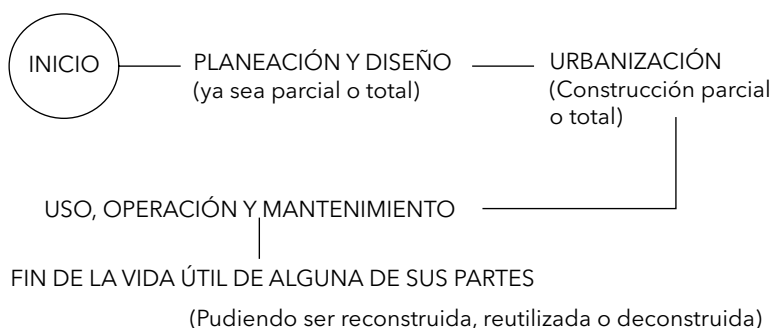 INICIO
PLANEACIÓN Y DISEÑO
(ya sea parcial o total)
URBANIZACIÓN
(Construcción parcial
o total)
USO, OPERACIÓN Y MANTENIMIENTO
FIN DE LA VIDA ÚTIL DE ALGUNA DE SUS PARTES
(Pudiendo ser reconstruida, reutilizada o deconstruida)